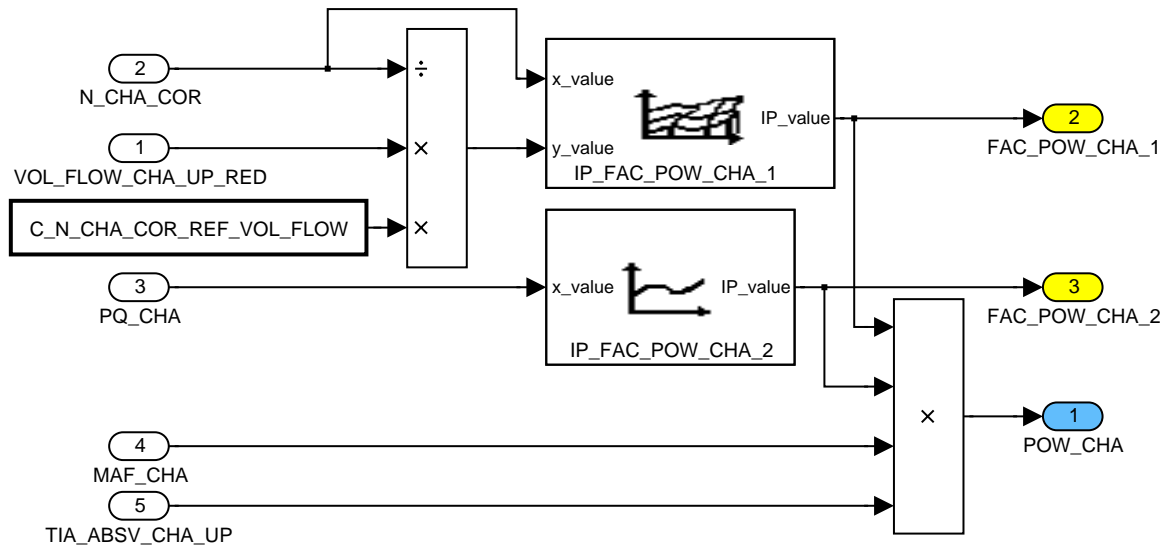 2
N_CHA_COR
÷
1
VOL_FLOW_CHA_UP_RED
×
C_N_CHA_COR_REF_VOL_FLOW
×
x_value
y_value
IP_value
IP_FAC_POW_CHA_1
2
FAC_POW_CHA_1
3
PQ_CHA
x_value
IP_value
IP_FAC_POW_CHA_2
3
FAC_POW_CHA_2
×
1
POW_CHA
4
MAF_CHA
5
TIA_ABSV_CHA_UP